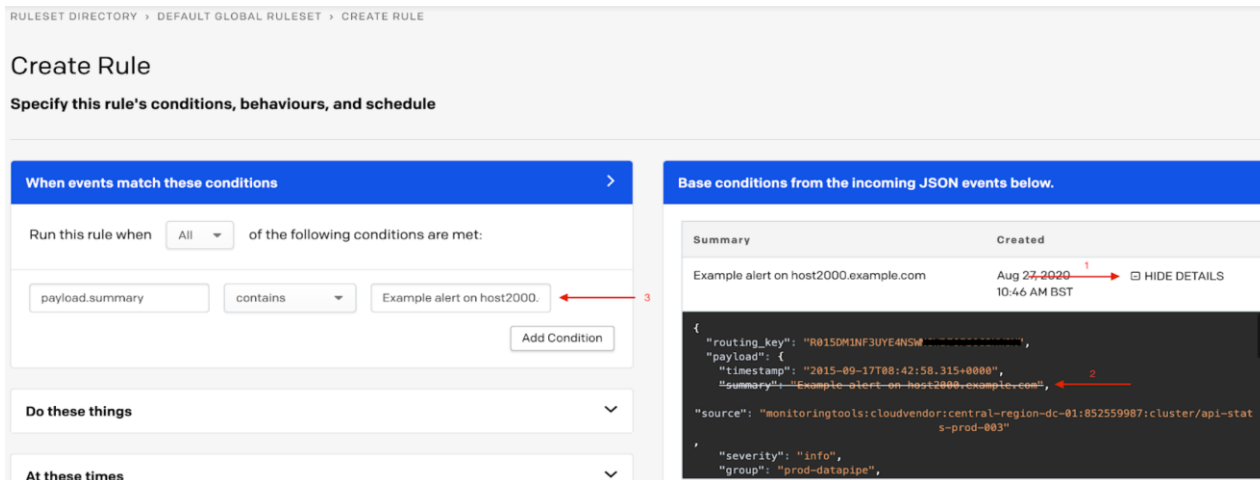 RULESET DIRECTORY › DEFAULT GLOBAL RULESET › CREATE RULE
Create Rule
Specify this rule's conditions, behaviours, and schedule
When events match these conditions
Run this rule when All of the following conditions are met:
payload.summary contains Example alert on host2000. 3
Add Condition
Do these things
At these times
Base conditions from the incoming JSON events below.
Summary Created
Example alert on host2000.example.com Aug 27, 2020 1 HIDE DETAILS
10:46 AM BST
{
"routing_key": "R015DM1NF3UYE4NSW ",
"payload": {
"timestamp": "2015-09-17T08:42:58.315+0000",
"summary": "Example alert on host2000.example.com", 2
"source": "monitoringtools:cloudvendor:central-region-dc-01:852559987:cluster/api-stat
s-prod-003"
,
"severity": "info",
"group": "prod-datapipe",